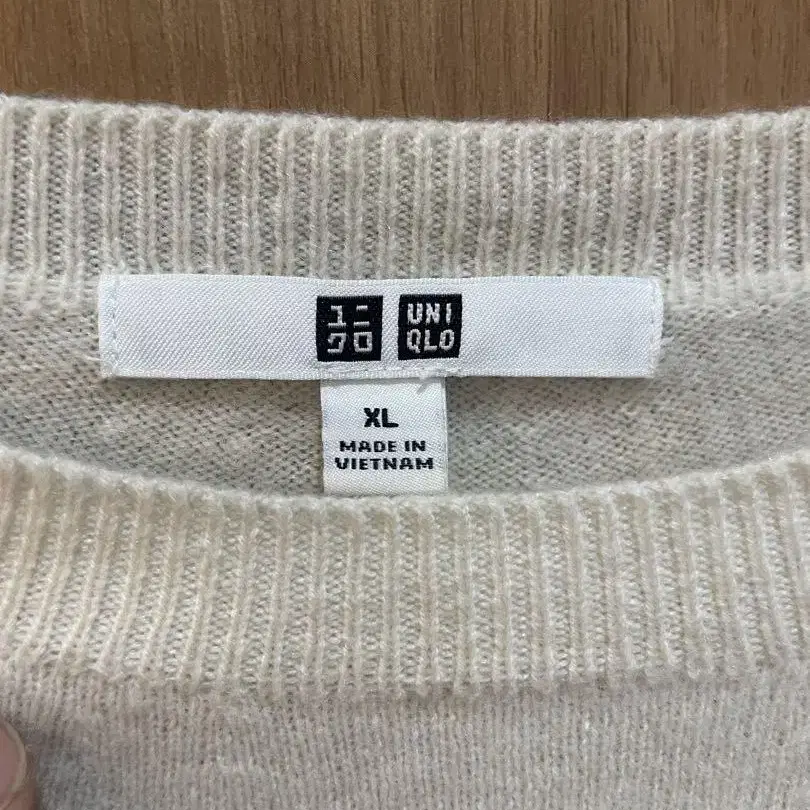 ユニ
クロ
UNI
QLO
XL
MADE IN
VIETNAM